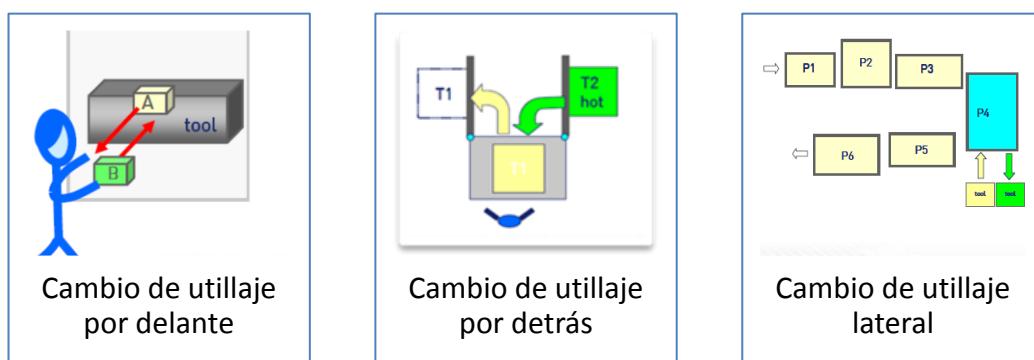 A
tool
B
Cambio de utillaje
por delante
T1
T2
hot
T1
Cambio de utillaje
por detrás
P1
P2
P3
P4
P6
P5
tool
tool
Cambio de utillaje
lateral